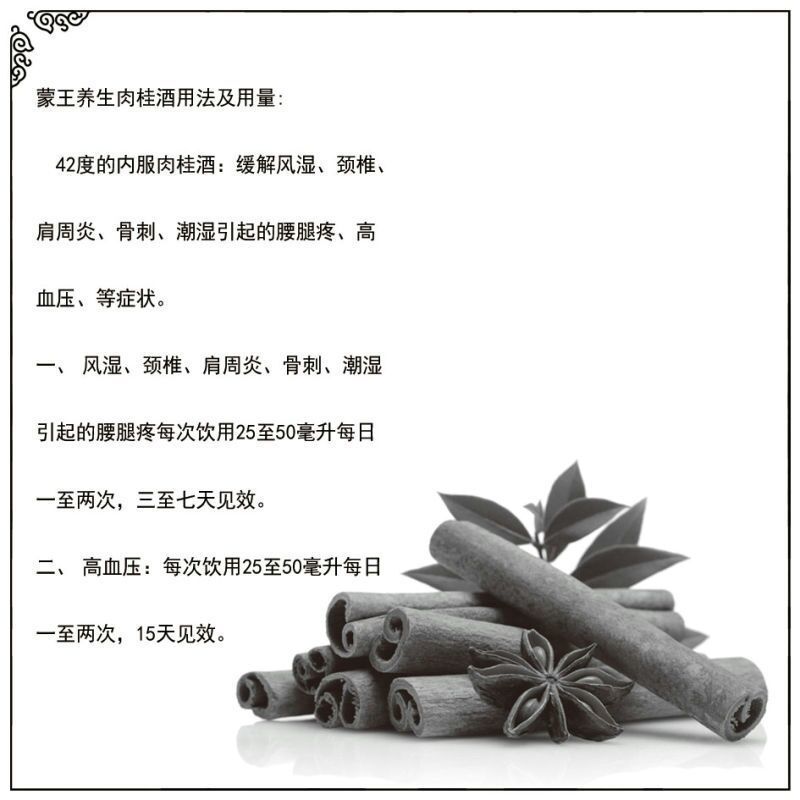 蒙王养生肉桂酒用法及用量:
42度的内服肉桂酒：缓解风湿、颈椎、
肩周炎、骨刺、潮湿引起的腰腿疼、高
血压、等症状。
一、 风湿、颈椎、肩周炎、骨刺、潮湿
引起的腰腿疼每次饮用25至50毫升每日
一至两次，三至七天见效。
二、 高血压：每次饮用25至50毫升每日
一至两次，15天见效。